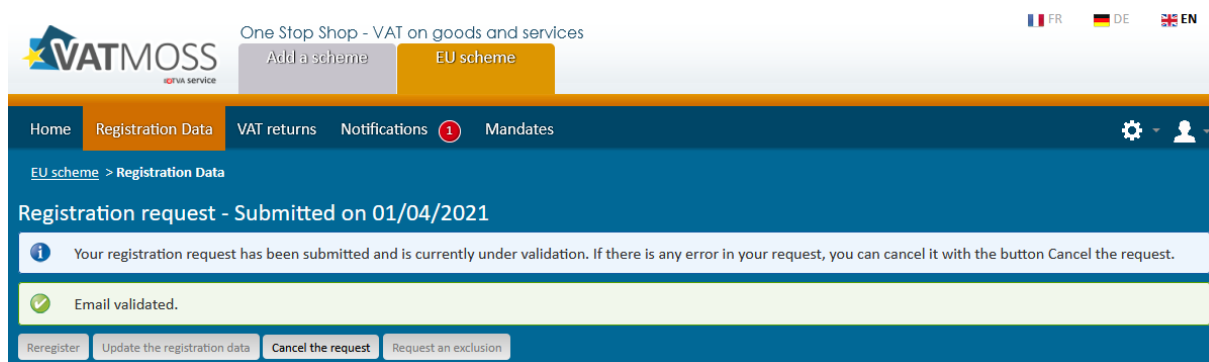 FR DE EN
One Stop Shop - VAT on goods and services
VATMOSS
eTVA service
Add a scheme EU scheme
Home Registration Data VAT returns Notifications 1 Mandates
EU scheme > Registration Data
Registration request - Submitted on 01/04/2021
Your registration request has been submitted and is currently under validation. If there is any error in your request, you can cancel it with the button Cancel the request.
Email validated.
Reregister Update the registration data Cancel the request Request an exclusion